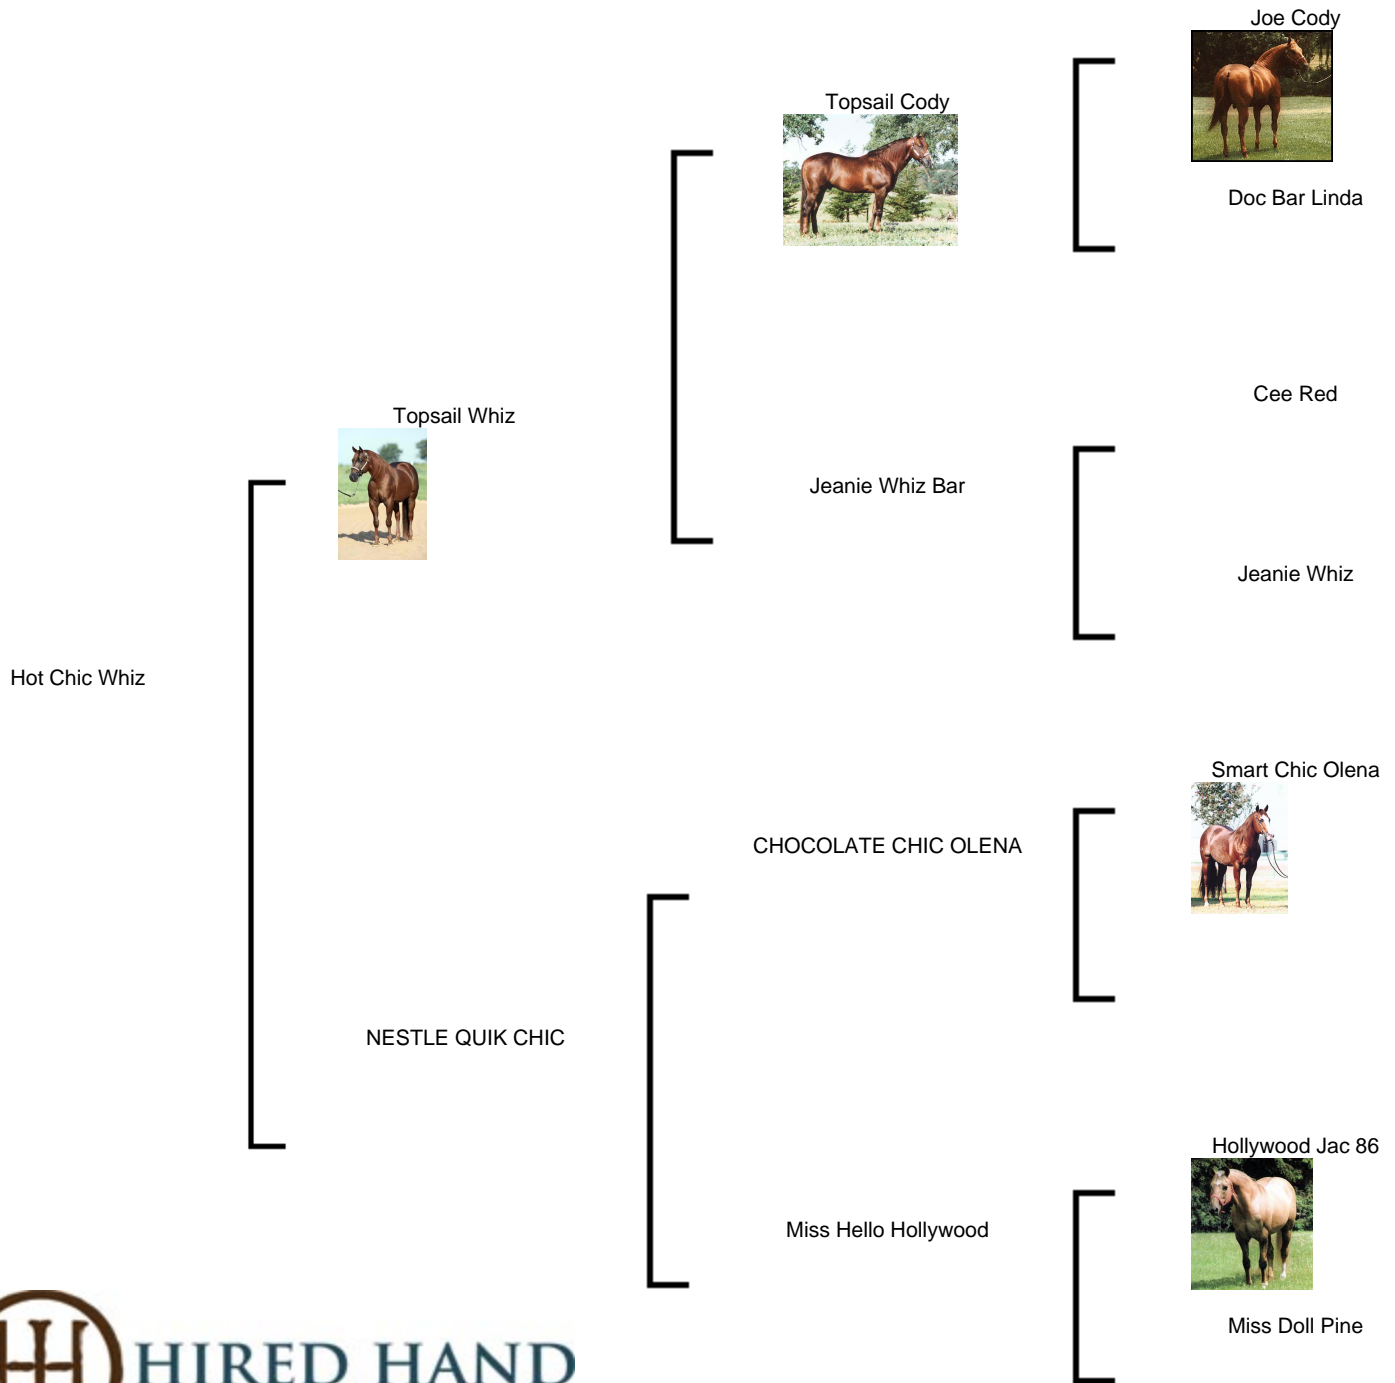 Joe Cody
Topsail Cody
Doc Bar Linda
Cee Red
Topsail Whiz
Jeanie Whiz Bar
Jeanie Whiz
Hot Chic Whiz
Smart Chic Olena
CHOCOLATE CHIC OLENA
NESTLE QUIK CHIC
Hollywood Jac 86
Miss Hello Hollywood
Miss Doll Pine
HIRED HAND